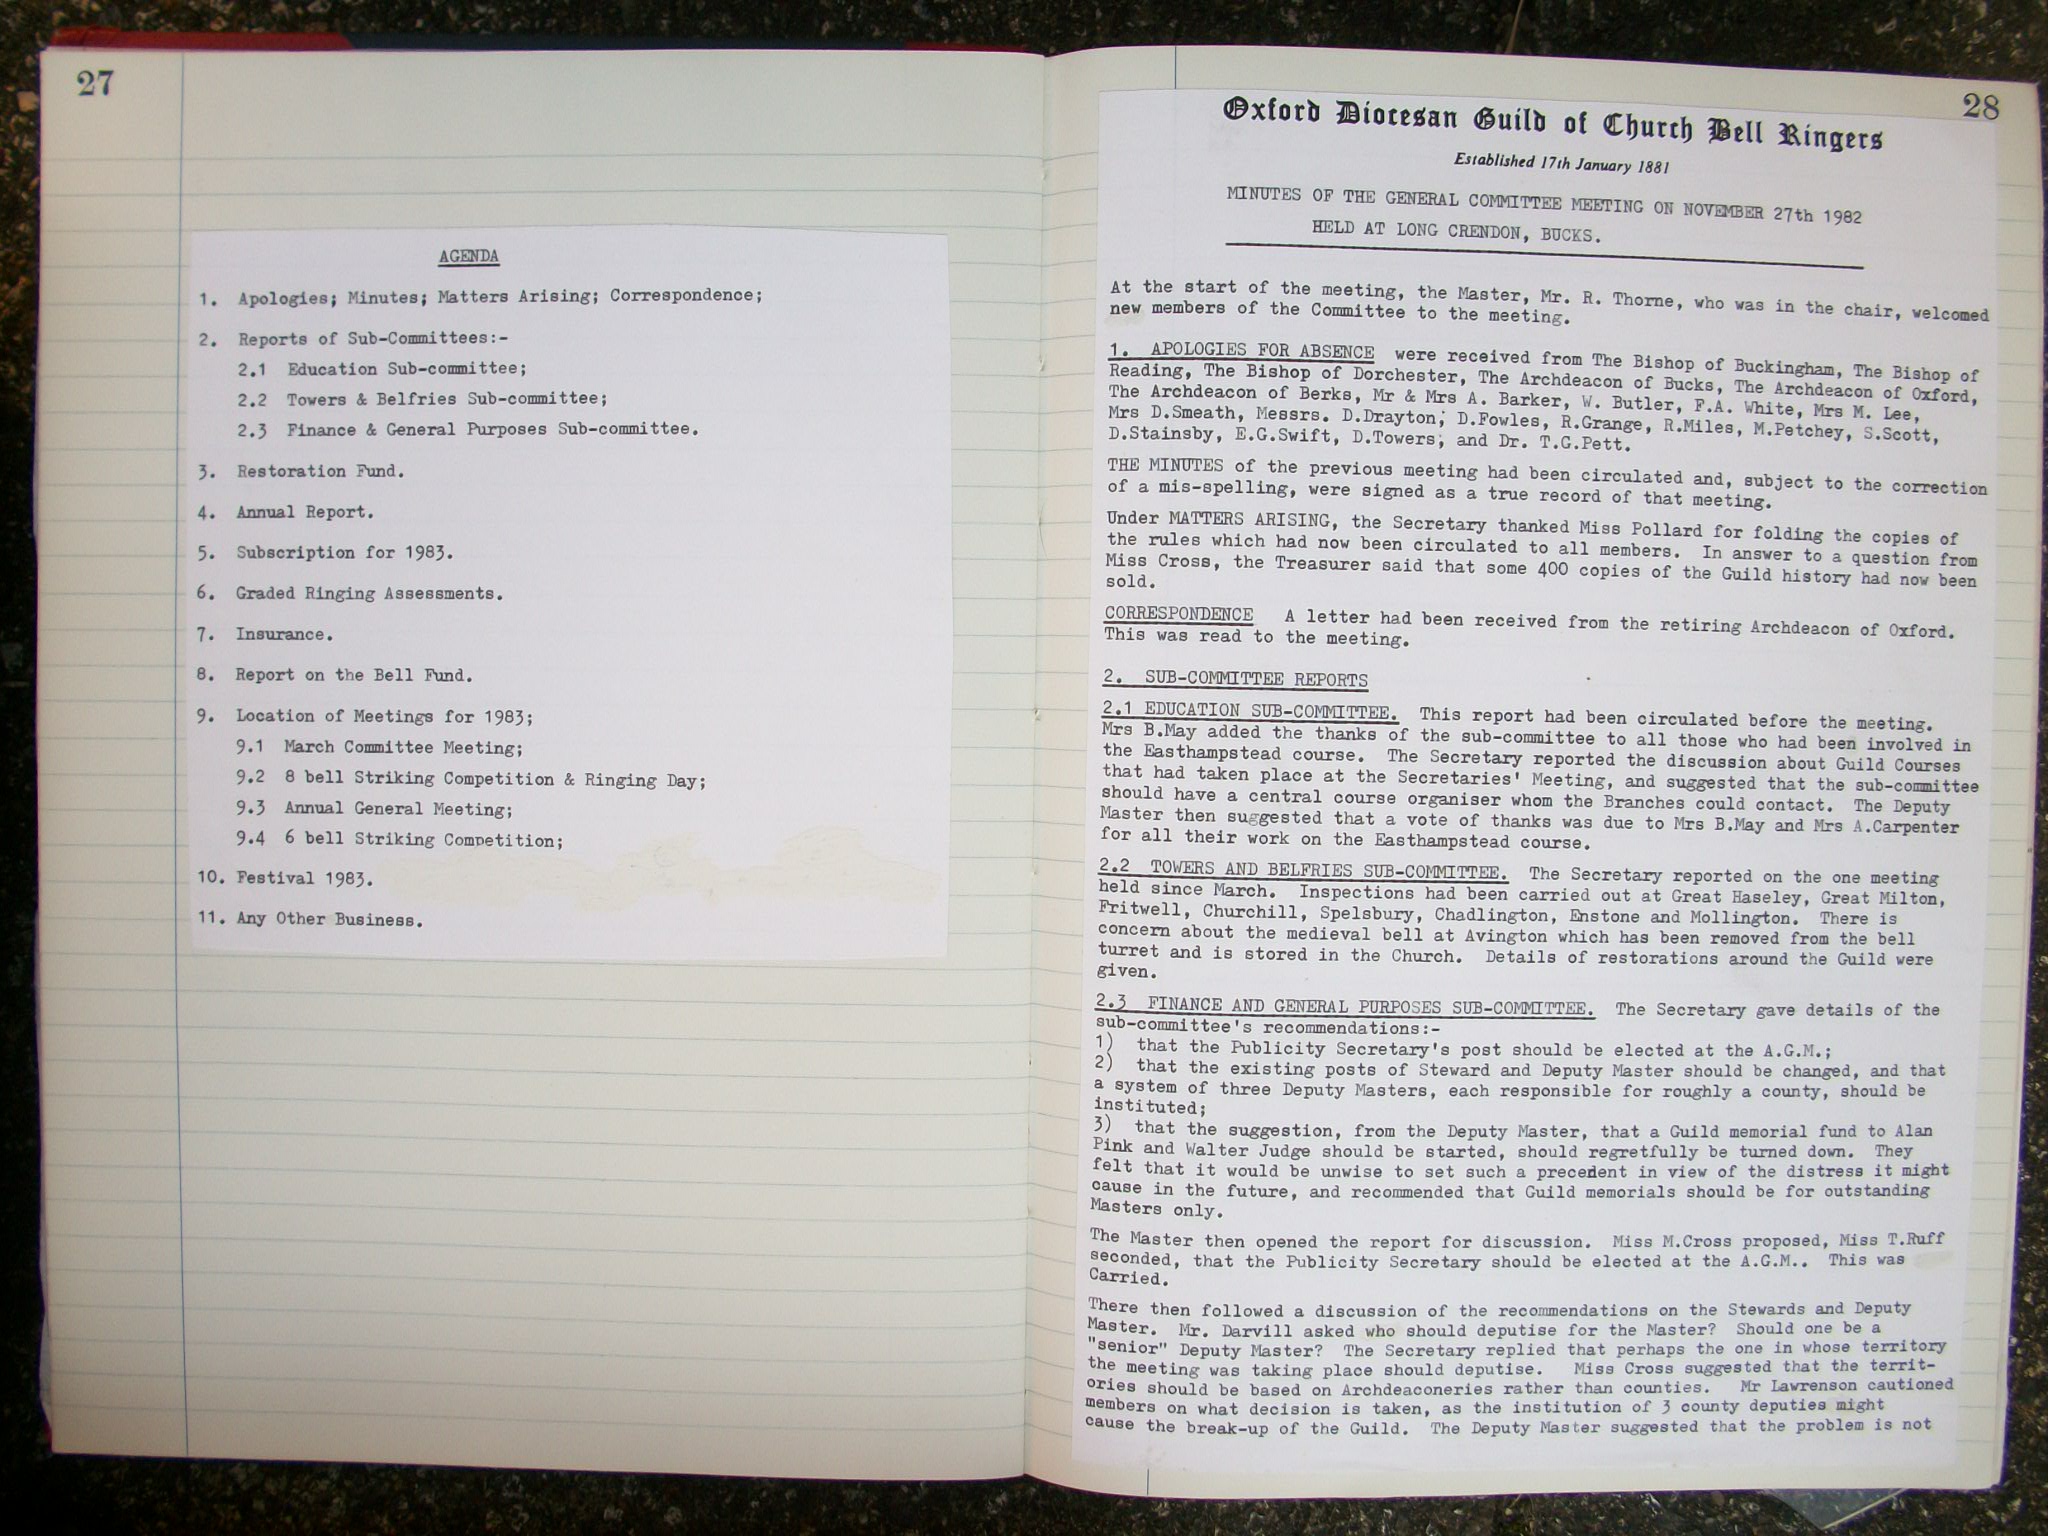 27
AGENDA
1. Apologies; Minutes; Matters Arising; Correspondence;
2. Reports of Sub-Committees:-
2.1 Education Sub-committee;
2.2 Towers & Belfries Sub-committee;
2.3 Finance & General Purposes Sub-committee.
3. Restoration Fund.
4. Annual Report.
5. Subscription for 1983.
6. Graded Ringing Assessments.
7. Insurance.
8. Report on the Bell Fund.
9. Location of Meetings for 1983;
9.1 March Committee Meeting;
9.2 8 bell Striking Competition & Ringing Day;
9.3 Annual General Meeting;
9.4 6 bell Striking Competition;
10. Festival 1983.
11. Any Other Business.
28
Oxford Diocesan Guild of Church Bell Ringers
Established 17th January 1881
MINUTES OF THE GENERAL COMMITTEE MEETING ON NOVEMBER 27th 1982
HELD AT LONG CRENDON, BUCKS.
At the start of the meeting, the Master, Mr. R. Thorne, who was in the chair, welcomed
new members of the Committee to the meeting.
1. APOLOGIES FOR ABSENCE were received from The Bishop of Buckingham, The Bishop of
Reading, The Bishop of Dorchester, The Archdeacon of Bucks, The Archdeacon of Oxford,
The Archdeacon of Berks, Mr & Mrs A. Barker, W. Butler, F.A. White, Mrs M. Lee,
Mrs D.Smeath, Messrs. D.Drayton; D.Fowles, R.Grange, R.Miles, M.Petchey, S.Scott,
D.Stainsby, E.G.Swift, D.Towers, and Dr. T.G.Pett.
THE MINUTES of the previous meeting had been circulated and, subject to the correction
of a mis-spelling, were signed as a true record of that meeting.
Under MATTERS ARISING, the Secretary thanked Miss Pollard for folding the copies of
the rules which had now been circulated to all members. In answer to a question from
Miss Cross, the Treasurer said that some 400 copies of the Guild history had now been
sold.
CORRESPONDENCE A letter had been received from the retiring Archdeacon of Oxford.
This was read to the meeting.
2. SUB-COMMITTEE REPORTS
2.1 EDUCATION SUB-COMMITTEE. This report had been circulated before the meeting.
Mrs B.May added the thanks of the sub-committee to all those who had been involved in
the Easthampstead course. The Secretary reported the discussion about Guild Courses
that had taken place at the Secretaries' Meeting, and suggested that the sub-committee
should have a central course organiser whom the Branches could contact. The Deputy
Master then suggested that a vote of thanks was due to Mrs B.May and Mrs A.Carpenter
for all their work on the Easthampstead course.
2.2 TOWERS AND BELFRIES SUB-COMMITTEE. The Secretary reported on the one meeting
held since March. Inspections had been carried out at Great Haseley, Great Milton,
Fritwell, Churchill, Spelsbury, Chadlington, Enstone and Mollington. There is
concern about the medieval bell at Avington which has been removed from the bell
turret and is stored in the Church. Details of restorations around the Guild were
given.
2.3 FINANCE AND GENERAL PURPOSES SUB-COMMITTEE. The Secretary gave details of the
sub-committee's recommendations:-
1) that the Publicity Secretary's post should be elected at the A.G.M.;
2) that the existing posts of Steward and Deputy Master should be changed, and that
a system of three Deputy Masters, each responsible for roughly a county, should be
instituted;
3) that the suggestion, from the Deputy Master, that a Guild memorial fund to Alan
Pink and Walter Judge should be started, should regretfully be turned down. They
felt that it would be unwise to set such a precedent in view of the distress it might
cause in the future, and recommended that Guild memorials should be for outstanding
Masters only.
The Master then opened the report for discussion. Miss M.Cross proposed, Miss T.Ruff
seconded, that the Publicity Secretary should be elected at the A.G.M.. This was
Carried.
There then followed a discussion of the recommendations on the Stewards and Deputy
Master. Mr. Darvill asked who should deputise for the Master? Should one be a
"senior" Deputy Master? The Secretary replied that perhaps the one in whose territory
the meeting was taking place should deputise. Miss Cross suggested that the territ-
ories should be based on Archdeaconeries rather than counties. Mr Lawrenson cautioned
members on what decision is taken, as the institution of 3 county deputies might
cause the break-up of the Guild. The Deputy Master suggested that the problem is not